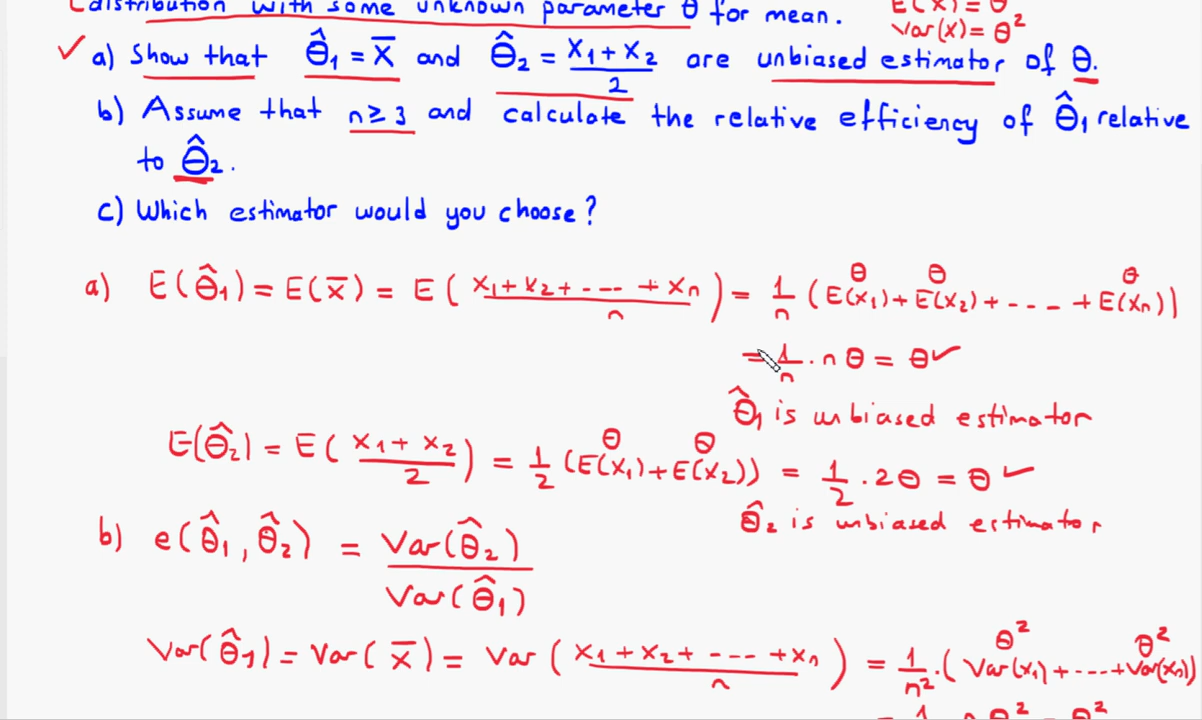 distribution with some unknown parameter θ for mean. E(X) = θ
Var(x) = θ²
✓ a) Show that θ̂₁ = X̅ and θ̂₂ = (X₁ + X₂)/2 are unbiased estimator of θ.
b) Assume that n ≥ 3 and calculate the relative efficiency of θ̂₁ relative
to θ̂₂.
c) Which estimator would you choose?
a) E(θ̂₁) = E(X̅) = E( (X₁ + X₂ + --- + Xn)/n ) = 1/n (E(X₁) + E(X₂) + ---- + E(Xn)) θ θ θ
= 1/n . n θ = θ ✓
θ̂₁ is unbiased estimator
E(θ̂₂) = E( (X₁ + X₂)/2 ) = 1/2 (E(X₁) + E(X₂)) = 1/2 . 2θ = θ ✓ θ θ
θ̂₂ is unbiased estimator
b) e(θ̂₁, θ̂₂) = Var(θ̂₂) / Var(θ̂₁)
Var(θ̂₁) = Var(X̅) = Var( (X₁ + X₂ + --- + Xn)/n ) = 1/n² . ( Var(X₁) + ---- + Var(Xn)) θ² θ²